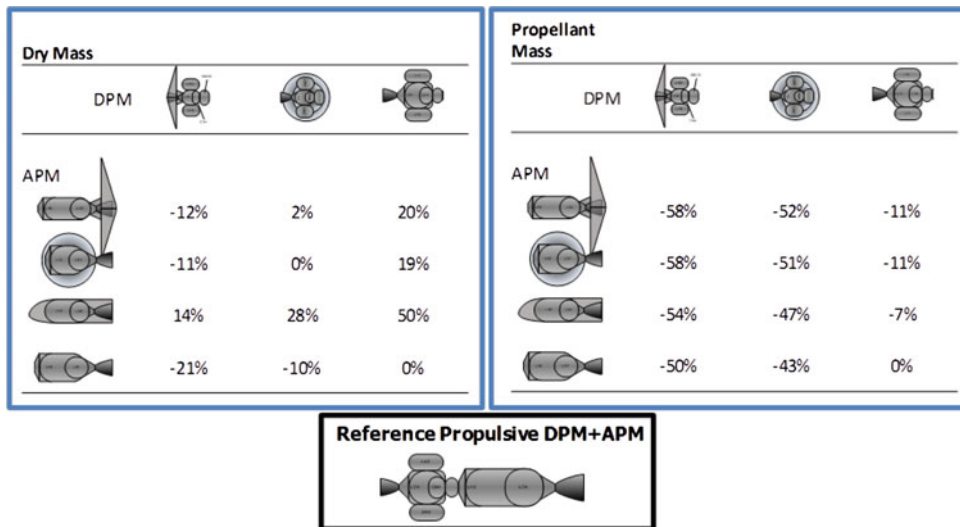 Dry Mass
DPM
APM
-12% 2% 20%
-11% 0% 19%
14% 28% 50%
-21% -10% 0%
Propellant
Mass
DPM
APM
-58% -52% -11%
-58% -51% -11%
-54% -47% -7%
-50% -43% 0%
Reference Propulsive DPM+APM